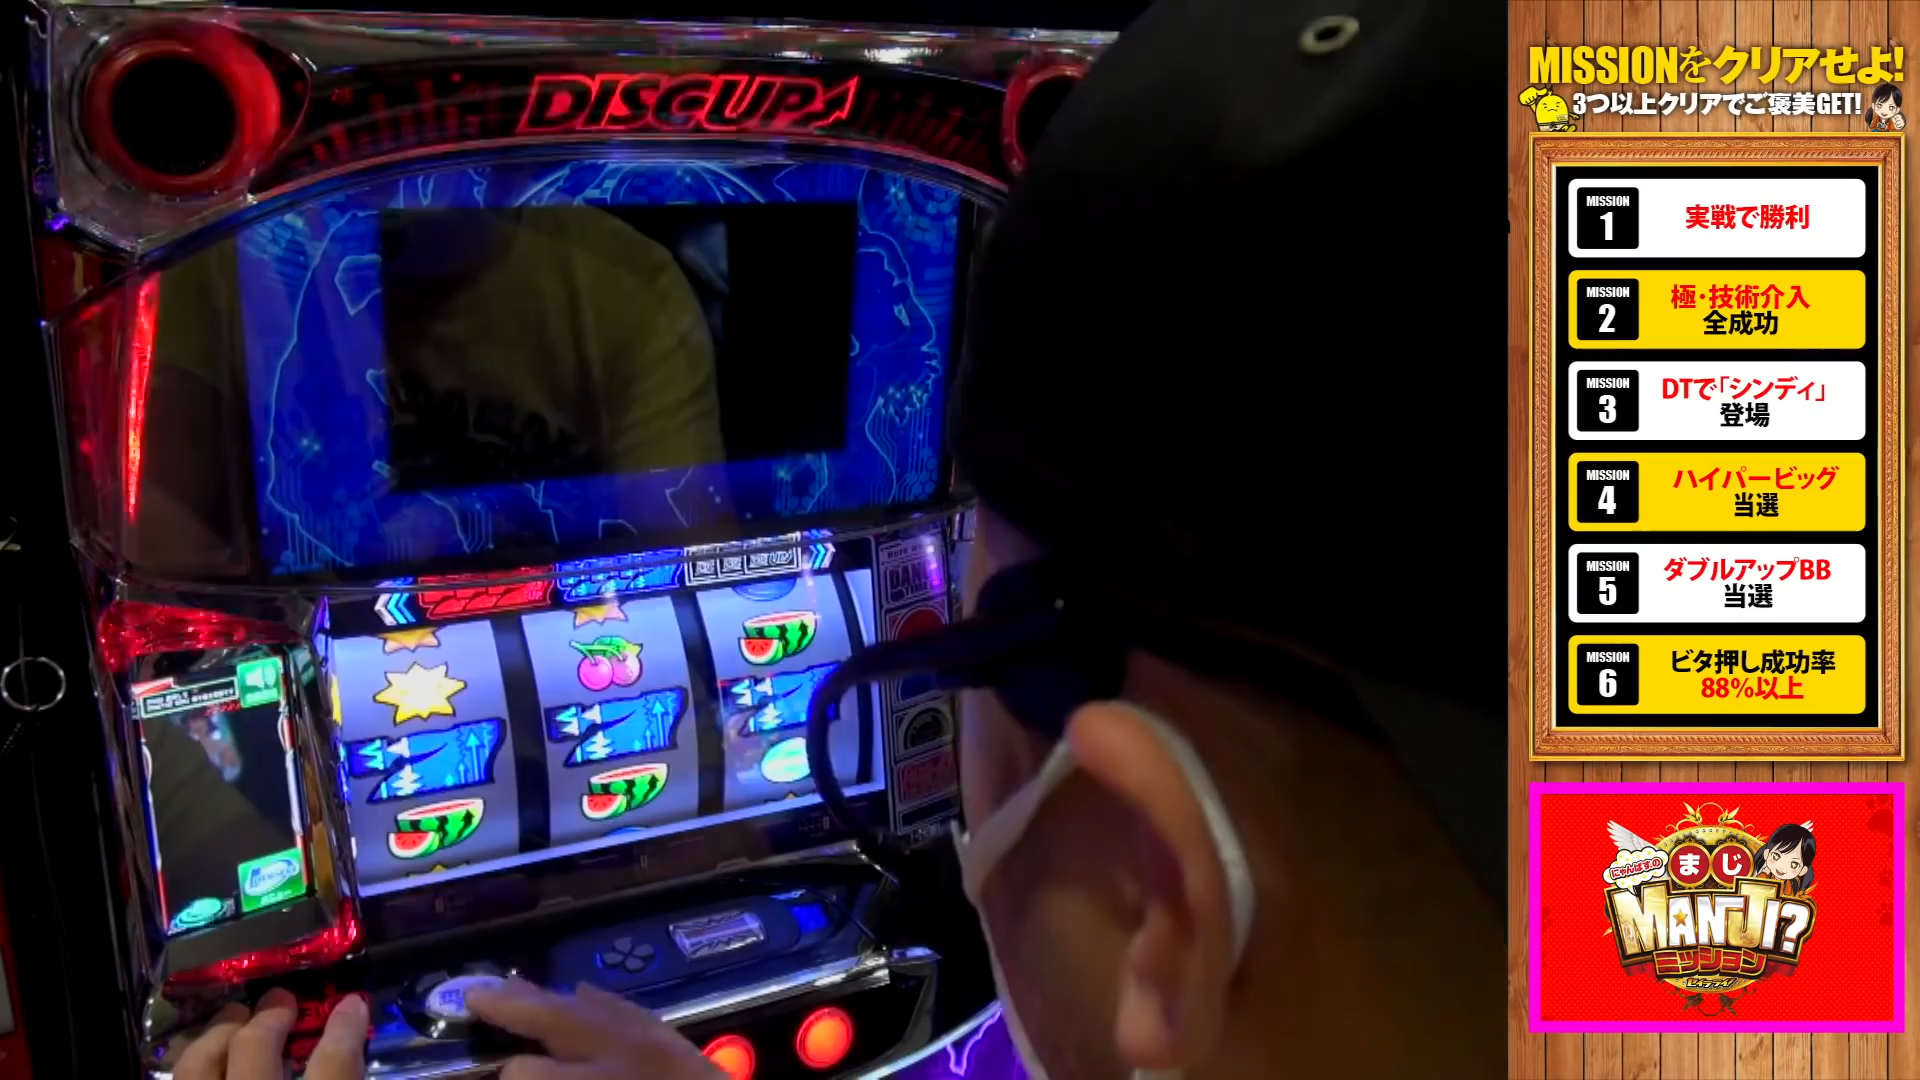 DISCUP
MISSIONをクリアせよ!
3つ以上クリアでご褒美GET!
MISSION
1
実戦で勝利
MISSION
2
極・技術介入
全成功
MISSION
3
DTで「シンディ」
登場
MISSION
4
ハイパービッグ
当選
MISSION
5
ダブルアップBB
当選
MISSION
6
ビタ押し成功率
88%以上
にゃんぱすの
まじ
MANJI?
ミッション